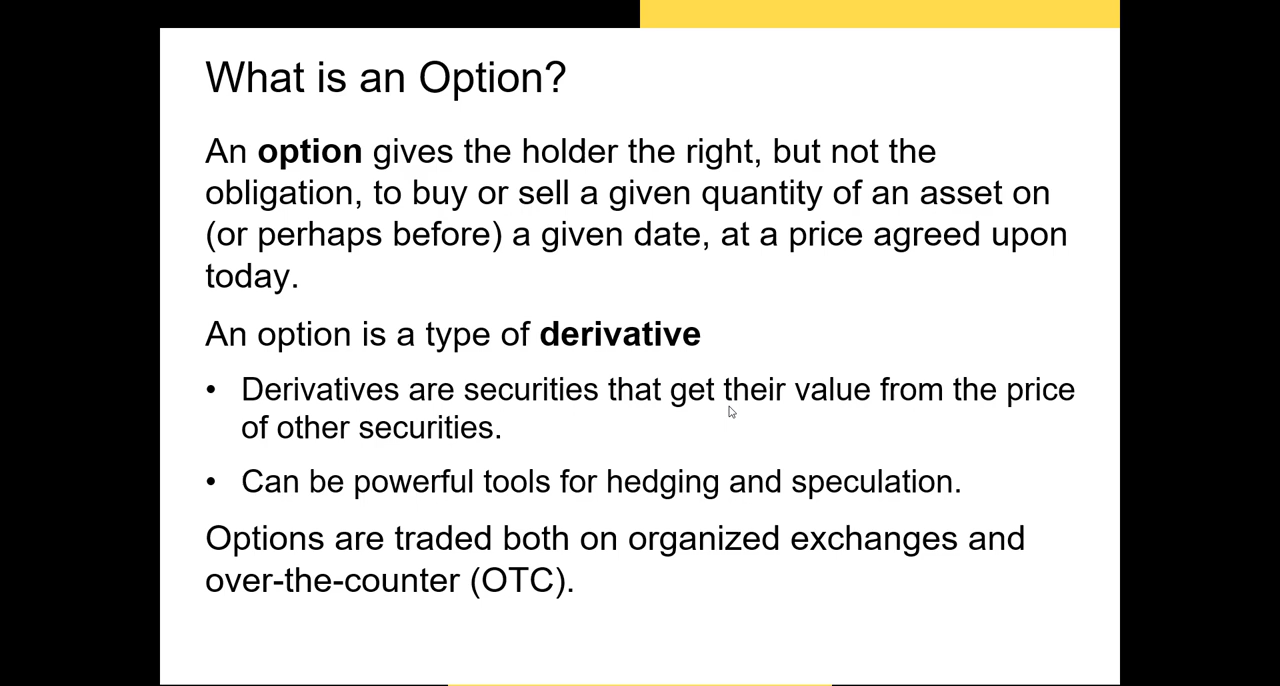 What is an Option?
An option gives the holder the right, but not the
obligation, to buy or sell a given quantity of an asset on
(or perhaps before) a given date, at a price agreed upon
today.
An option is a type of derivative
• Derivatives are securities that get their value from the price
of other securities.
• Can be powerful tools for hedging and speculation.
Options are traded both on organized exchanges and
over-the-counter (OTC).